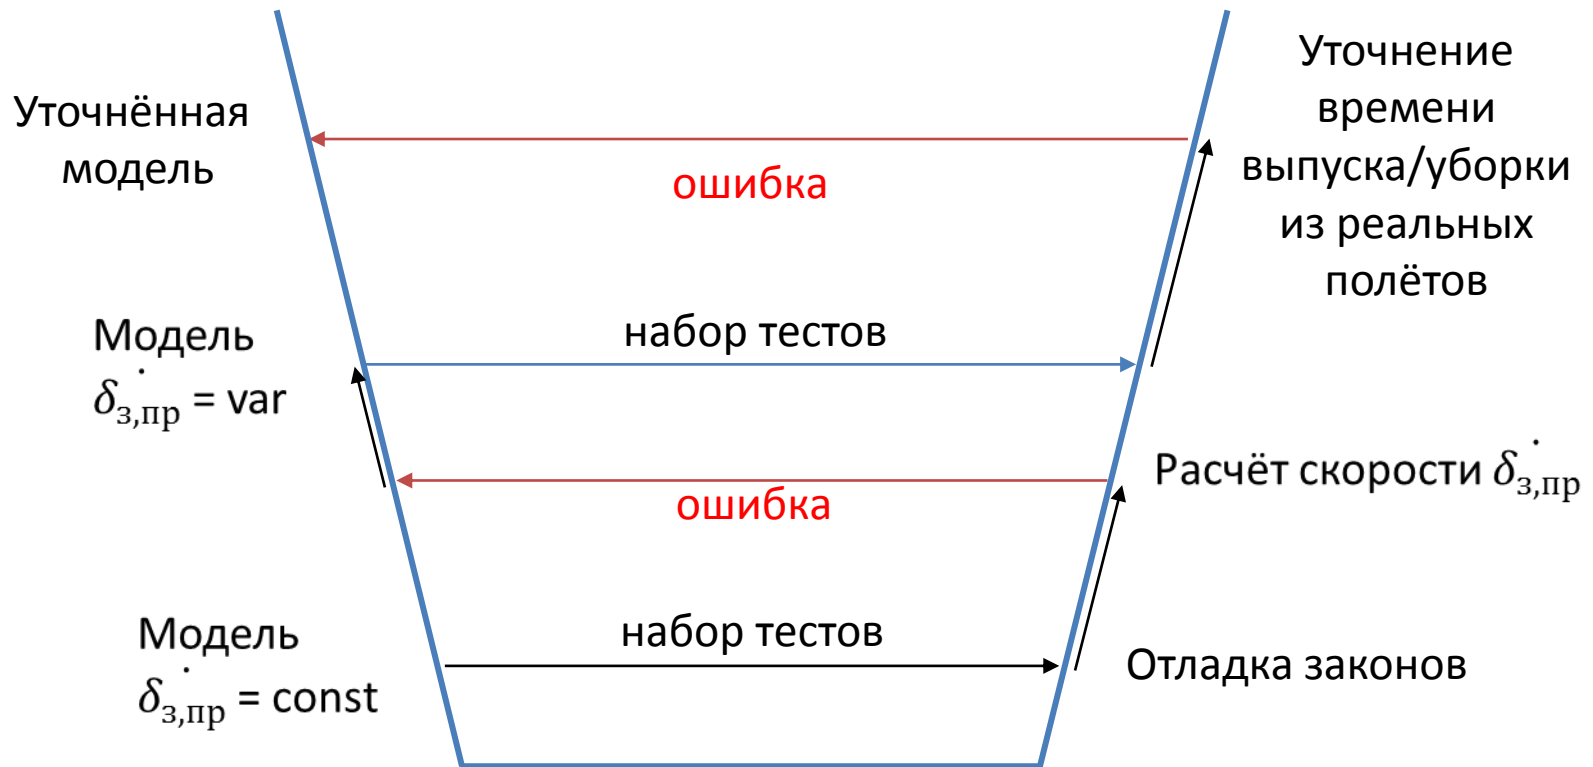 Уточнённая
модель
ошибка
Уточнение
времени
выпуска/уборки
из реальных
полётов
Модель
δ̇з,пр = var
набор тестов
ошибка
Расчёт скорости δ̇з,пр
Модель
δ̇з,пр = const
набор тестов
Отладка законов